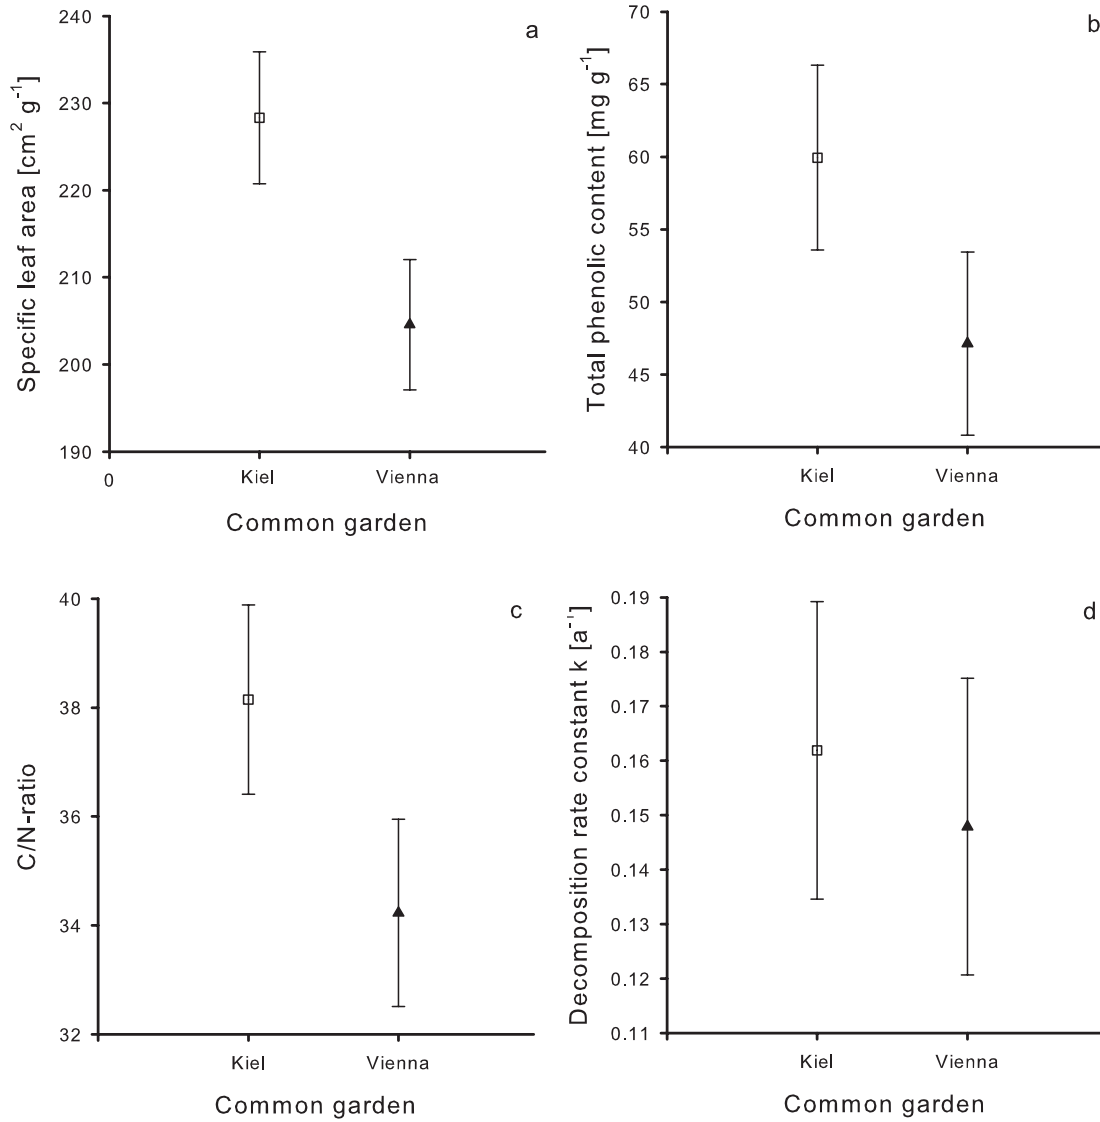 a
Specific leaf area [cm² g⁻¹]
240
230
220
210
200
190
0
Kiel
Vienna
Common garden
b
Total phenolic content [mg g⁻¹]
70
65
60
55
50
45
40
Kiel
Vienna
Common garden
c
C/N-ratio
40
38
36
34
32
Kiel
Vienna
Common garden
d
Decomposition rate constant k [a⁻¹]
0.19
0.18
0.17
0.16
0.15
0.14
0.13
0.12
0.11
Kiel
Vienna
Common garden